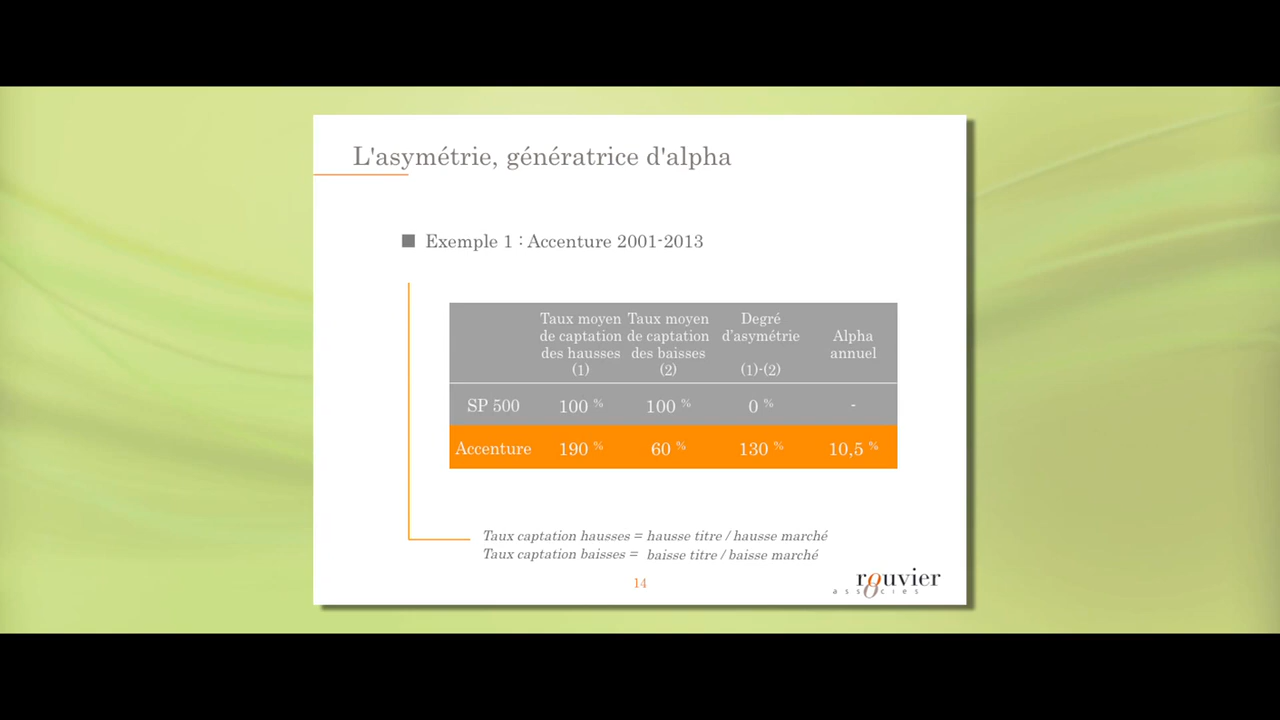 L'asymétrie, génératrice d'alpha
■ Exemple 1 : Accenture 2001-2013
Taux moyen de captation des hausses (1)
Taux moyen de captation des baisses (2)
Degré d'asymétrie (1)-(2)
Alpha annuel
SP 500 100 % 100 % 0 % -
Accenture 190 % 60 % 130 % 10,5 %
Taux captation hausses = hausse titre / hausse marché
Taux captation baisses = baisse titre / baisse marché
14
rouvier
associés